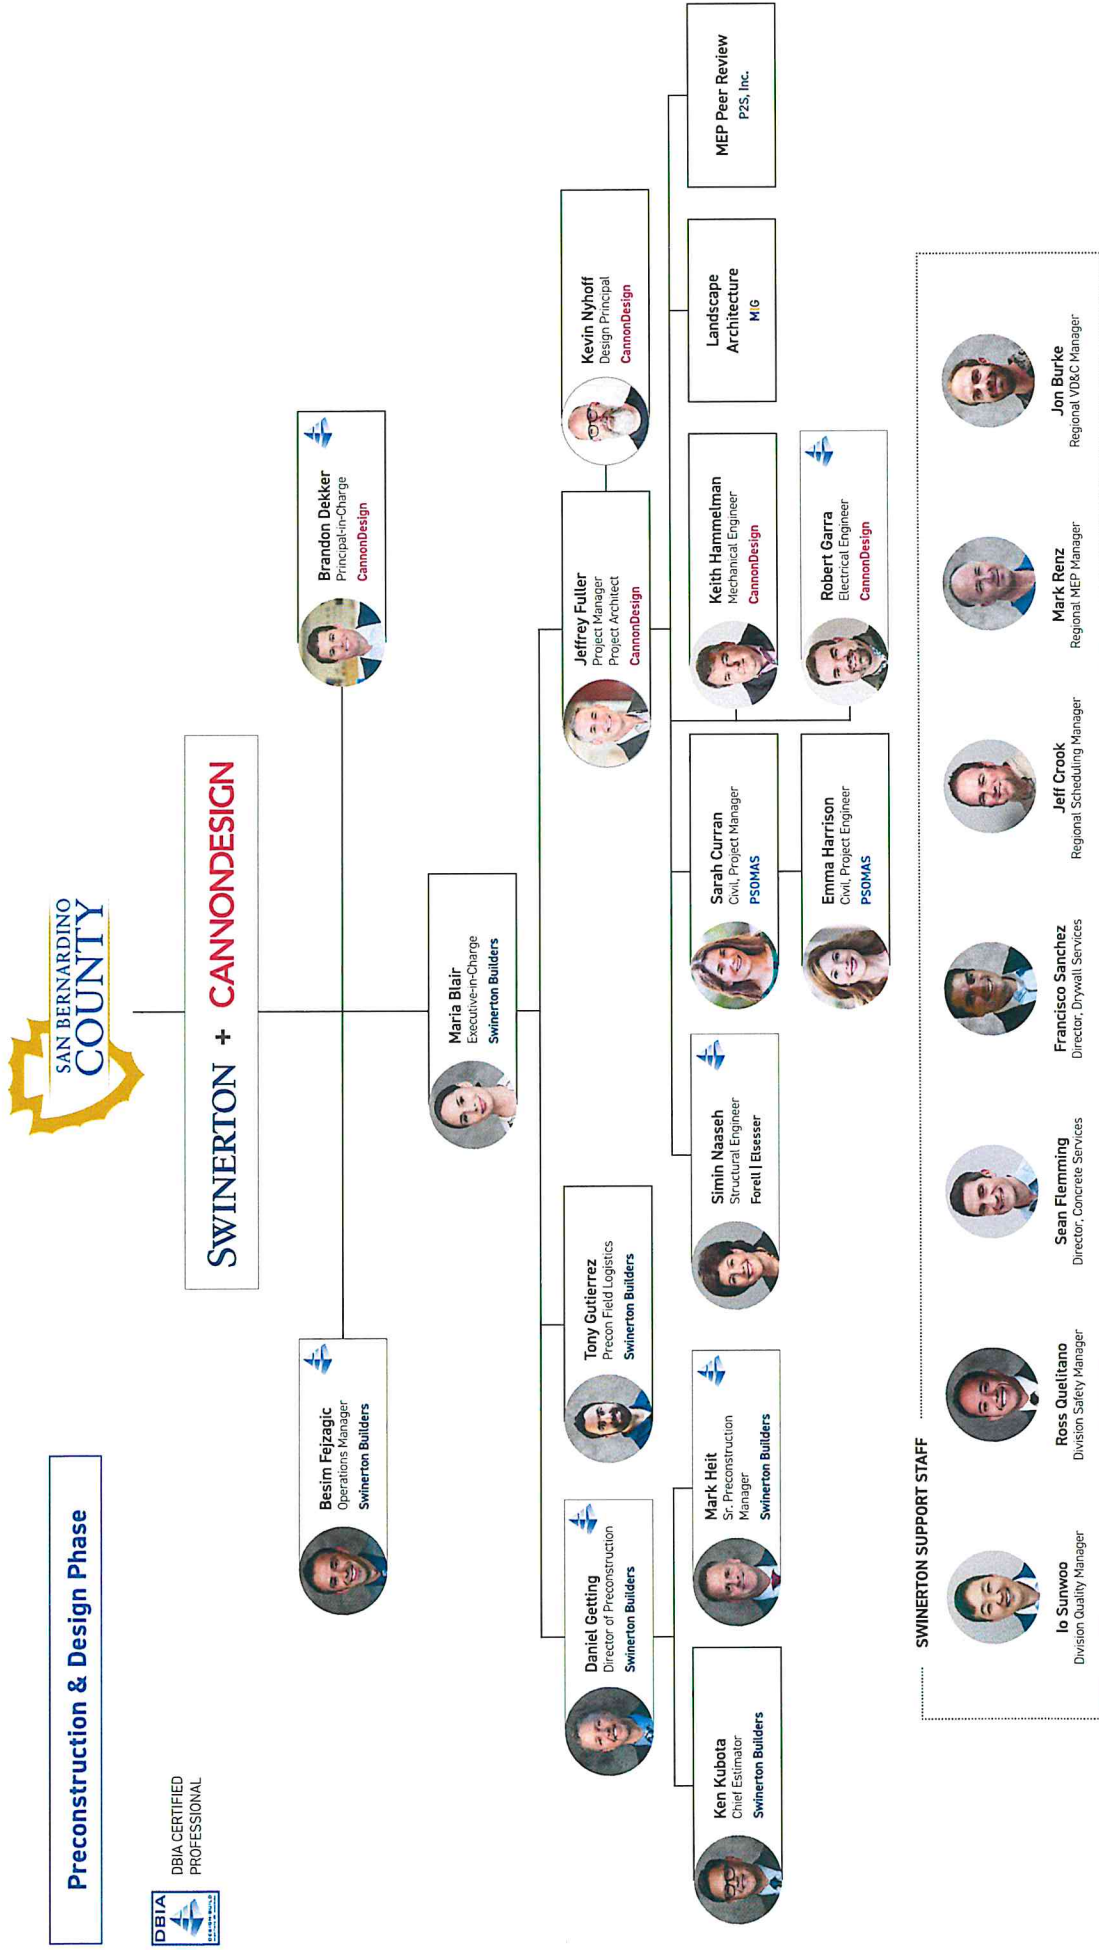 Preconstruction & Design Phase
DBIA
DESIGN-BUILD
DBIA CERTIFIED
PROFESSIONAL
SAN BERNARDINO
COUNTY
SWINERTON + CANNONDESIGN
Besim Fejzagic
Operations Manager
Swinerton Builders
Brandon Dekker
Principal-in-Charge
CannonDesign
Maria Blair
Executive-in-Charge
Swinerton Builders
Daniel Getting
Director of Preconstruction
Swinerton Builders
Tony Gutierrez
Precon Field Logistics
Swinerton Builders
Jeffrey Fuller
Project Manager
Project Architect
CannonDesign
Kevin Nyhoff
Design Principal
CannonDesign
Ken Kubota
Chief Estimator
Swinerton Builders
Mark Heit
Sr. Preconstruction
Manager
Swinerton Builders
Simin Naaseh
Structural Engineer
Forell | Elsesser
Sarah Curran
Civil, Project Manager
PSOMAS
Keith Hammelman
Mechanical Engineer
CannonDesign
Landscape
Architecture
MIG
MEP Peer Review
P2S, Inc.
Emma Harrison
Civil, Project Engineer
PSOMAS
Robert Garra
Electrical Engineer
CannonDesign
SWINERTON SUPPORT STAFF
Io Sunwoo
Division Quality Manager
Ross Quelitano
Division Safety Manager
Sean Flemming
Director, Concrete Services
Francisco Sanchez
Director, Drywall Services
Jeff Crook
Regional Scheduling Manager
Mark Renz
Regional MEP Manager
Jon Burke
Regional VD&C Manager